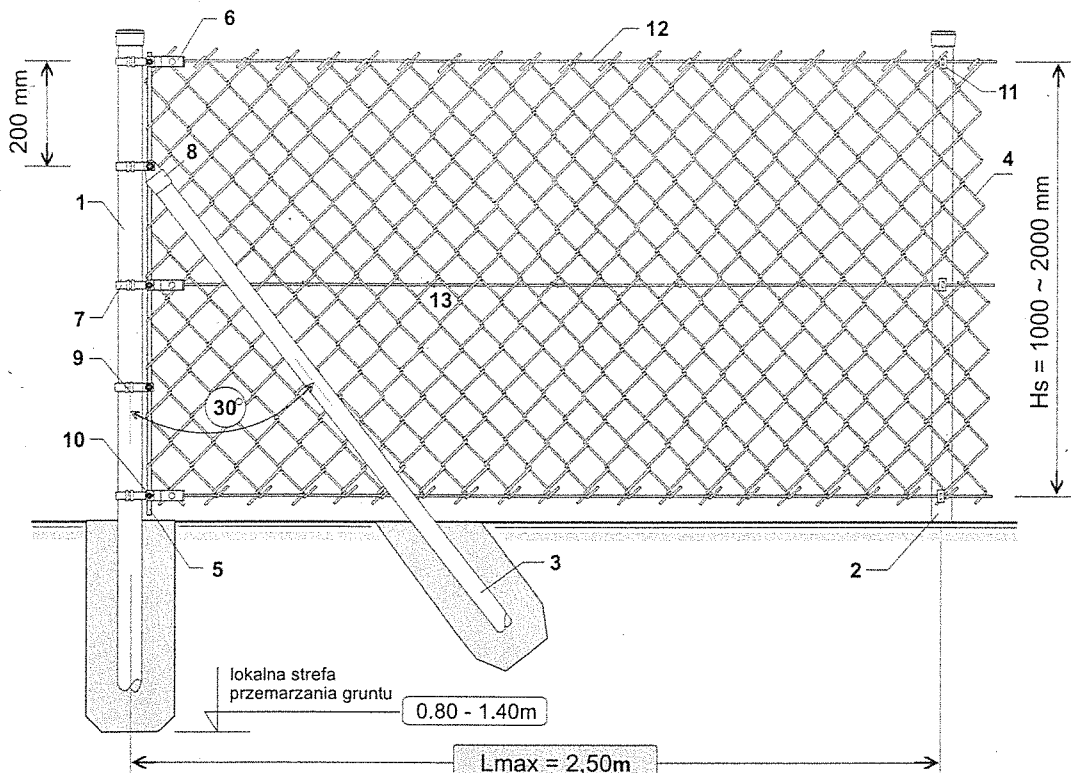 6
12
200 mm
11
8
1
4
Hs = 1000 ~ 2000 mm
7
13
9
30°
10
5
3
2
lokalna strefa
przemarzania gruntu
0.80 - 1.40m
Lmax = 2,50m